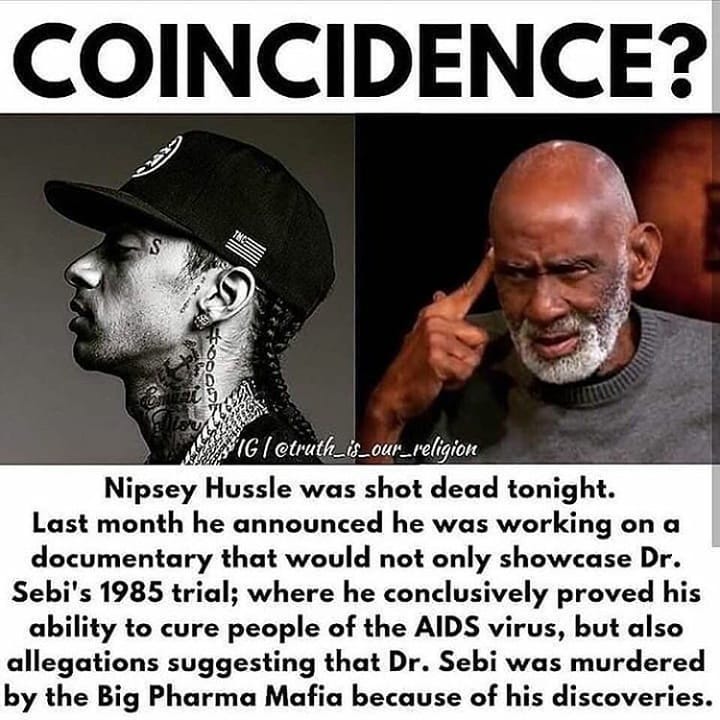 COINCIDENCE?
S
HOODS
IG | @truth_is_our_religion
Nipsey Hussle was shot dead tonight.
Last month he announced he was working on a
documentary that would not only showcase Dr.
Sebi's 1985 trial; where he conclusively proved his
ability to cure people of the AIDS virus, but also
allegations suggesting that Dr. Sebi was murdered
by the Big Pharma Mafia because of his discoveries.